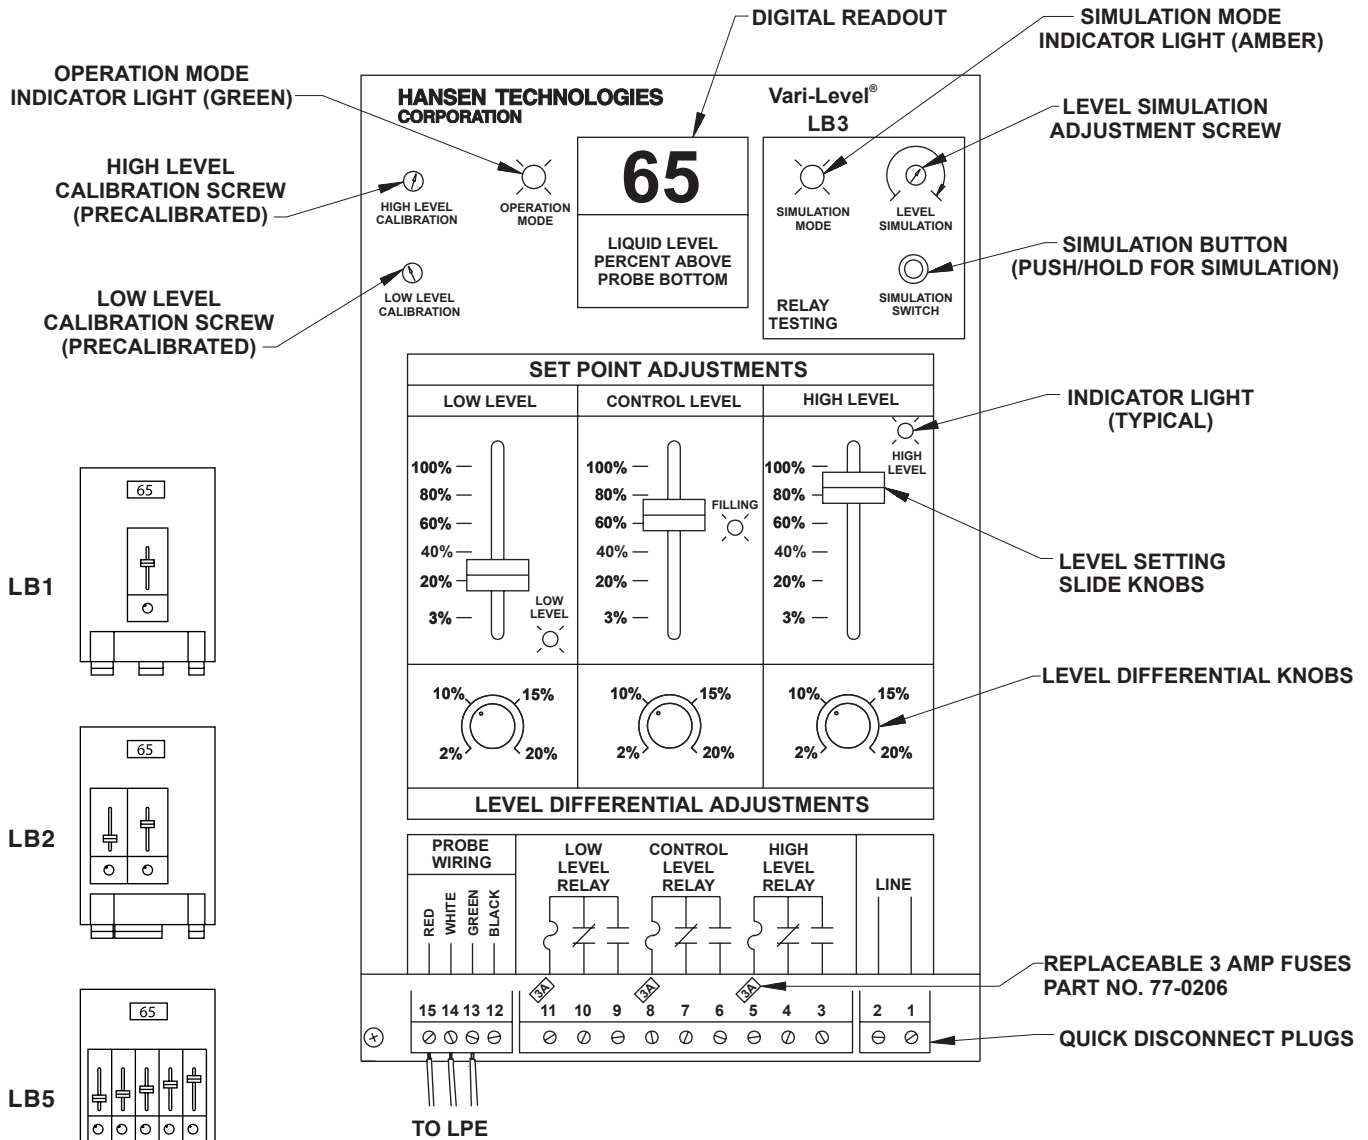 DIGITAL READOUT
SIMULATION MODE
INDICATOR LIGHT (AMBER)
OPERATION MODE
INDICATOR LIGHT (GREEN)
HIGH LEVEL
CALIBRATION SCREW
(PRECALIBRATED)
LOW LEVEL
CALIBRATION SCREW
(PRECALIBRATED)
LEVEL SIMULATION
ADJUSTMENT SCREW
SIMULATION BUTTON
(PUSH/HOLD FOR SIMULATION)
HANSEN TECHNOLOGIES
CORPORATION
Vari-Level®
LB3
HIGH LEVEL
CALIBRATION
OPERATION
MODE
65
LIQUID LEVEL
PERCENT ABOVE
PROBE BOTTOM
SIMULATION
MODE
LEVEL
SIMULATION
LOW LEVEL
CALIBRATION
SIMULATION
SWITCH
RELAY
TESTING
SET POINT ADJUSTMENTS
LOW LEVEL
CONTROL LEVEL
HIGH LEVEL
100%
80%
60%
40%
20%
3%
LOW
LEVEL
100%
80%
60%
40%
20%
3%
FILLING
100%
80%
60%
40%
20%
3%
HIGH
LEVEL
INDICATOR LIGHT
(TYPICAL)
LEVEL SETTING
SLIDE KNOBS
10% 15%
2% 20%
10% 15%
2% 20%
10% 15%
2% 20%
LEVEL DIFFERENTIAL KNOBS
LEVEL DIFFERENTIAL ADJUSTMENTS
PROBE
WIRING
RED
WHITE
GREEN
BLACK
LOW
LEVEL
RELAY
CONTROL
LEVEL
RELAY
HIGH
LEVEL
RELAY
LINE
3A
3A
3A
15 14 13 12
11 10 9 8 7 6 5 4 3
2 1
REPLACEABLE 3 AMP FUSES
PART NO. 77-0206
QUICK DISCONNECT PLUGS
TO LPE
LB1
65
LB2
65
LB5
65